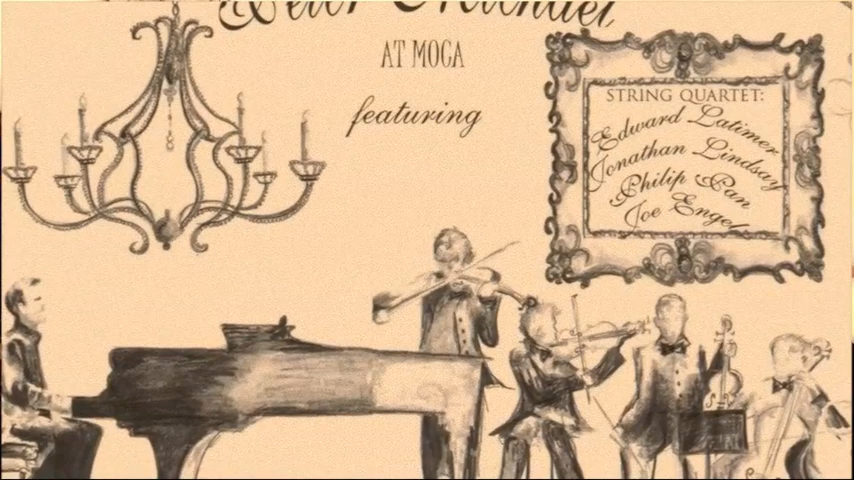 AT MOCA
featuring
STRING QUARTET:
Edward Latimer
Jonathan Lindsay
Philip Pan
Joe Engel